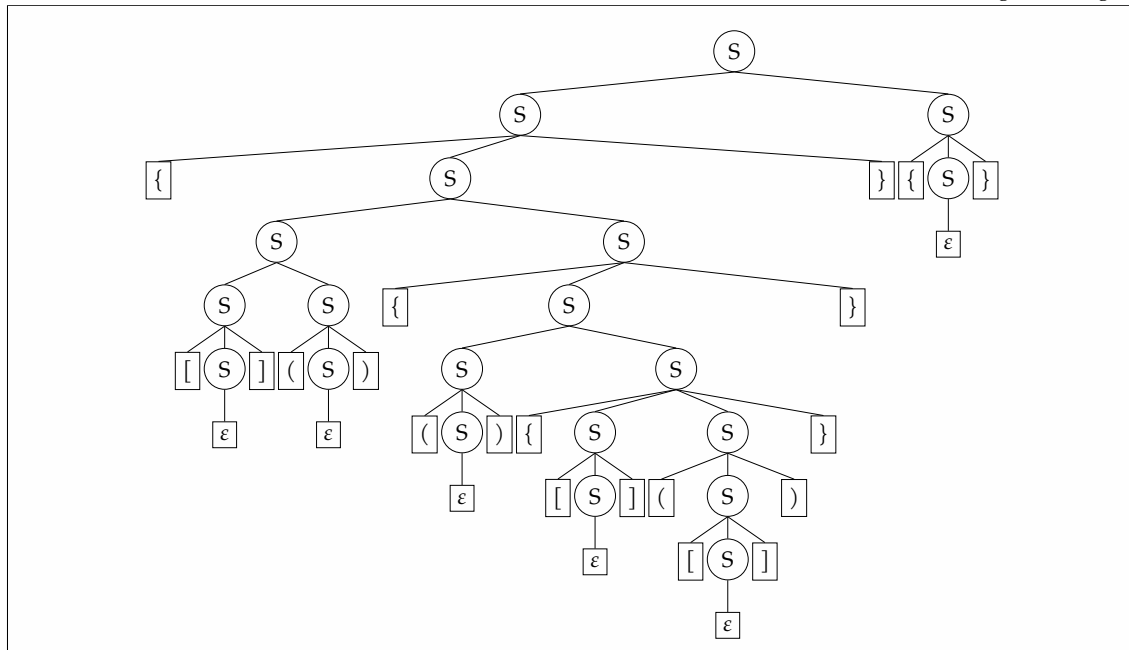 S
S S
{ S } { S }
S S ε
S S { S }
[ S ] ( S ) S S
ε ε ( S ) { S S }
ε [ S ] ( S )
ε [ S ]
ε